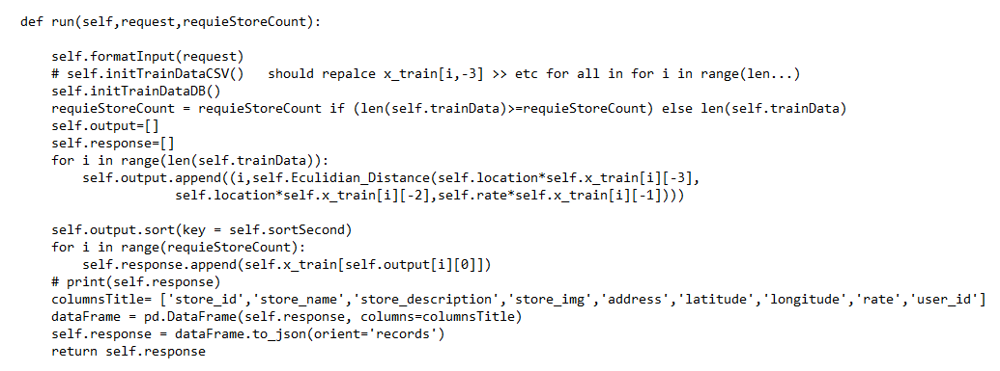 def run(self,request,requieStoreCount):
self.formatInput(request)
# self.initTrainDataCSV()   should repalce x_train[i,-3] >> etc for all in for i in range(len...)
self.initTrainDataDB()
requieStoreCount = requieStoreCount if (len(self.trainData)>=requieStoreCount) else len(self.trainData)
self.output=[]
self.response=[]
for i in range(len(self.trainData)):
self.output.append((i,self.Eculidian_Distance(self.location*self.x_train[i][-3],
self.location*self.x_train[i][-2],self.rate*self.x_train[i][-1])))
self.output.sort(key = self.sortSecond)
for i in range(requieStoreCount):
self.response.append(self.x_train[self.output[i][0]])
# print(self.response)
columnsTitle= ['store_id','store_name','store_description','store_img','address','latitude','longitude','rate','user_id']
dataFrame = pd.DataFrame(self.response, columns=columnsTitle)
self.response = dataFrame.to_json(orient='records')
return self.response